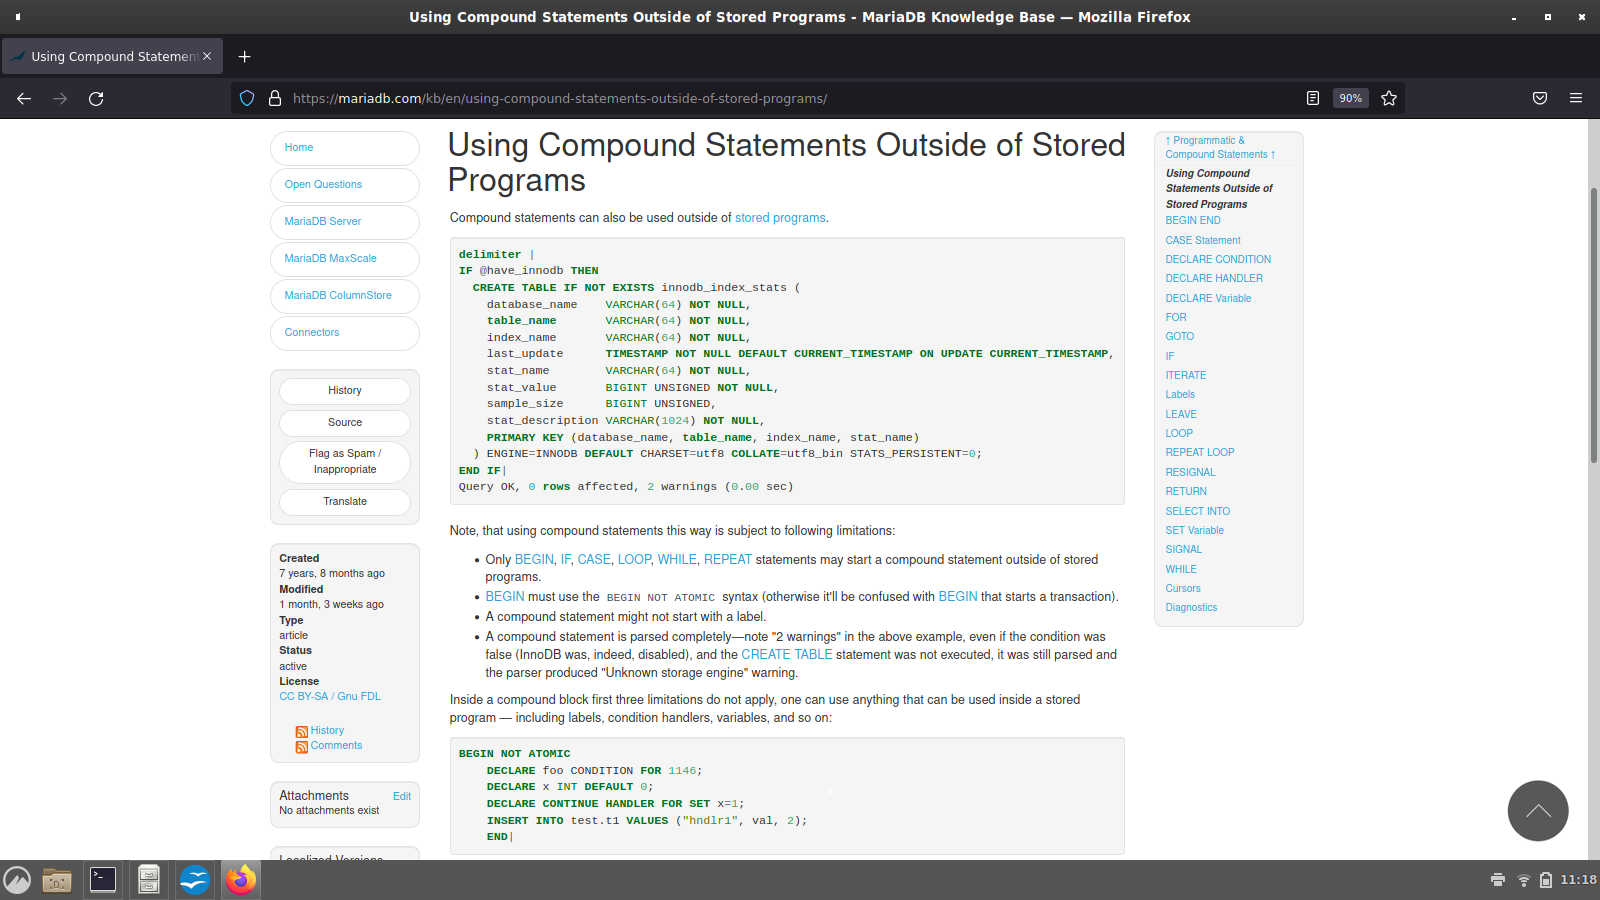 Using Compound Statements Outside of Stored Programs - MariaDB Knowledge Base — Mozilla Firefox
Using Compound Statement
https://mariadb.com/kb/en/using-compound-statements-outside-of-stored-programs/
90%
Home
Open Questions
MariaDB Server
MariaDB MaxScale
MariaDB ColumnStore
Connectors
History
Source
Flag as Spam /
Inappropriate
Translate
Created
7 years, 8 months ago
Modified
1 month, 3 weeks ago
Type
article
Status
active
License
CC BY-SA / Gnu FDL
History
Comments
Attachments Edit
No attachments exist
Localized Versions
Using Compound Statements Outside of Stored
Programs
Compound statements can also be used outside of stored programs.
delimiter |
IF @have_innodb THEN
CREATE TABLE IF NOT EXISTS innodb_index_stats (
database_name VARCHAR(64) NOT NULL,
table_name VARCHAR(64) NOT NULL,
index_name VARCHAR(64) NOT NULL,
last_update TIMESTAMP NOT NULL DEFAULT CURRENT_TIMESTAMP ON UPDATE CURRENT_TIMESTAMP,
stat_name VARCHAR(64) NOT NULL,
stat_value BIGINT UNSIGNED NOT NULL,
sample_size BIGINT UNSIGNED,
stat_description VARCHAR(1024) NOT NULL,
PRIMARY KEY (database_name, table_name, index_name, stat_name)
) ENGINE=INNODB DEFAULT CHARSET=utf8 COLLATE=utf8_bin STATS_PERSISTENT=0;
END IF|
Query OK, 0 rows affected, 2 warnings (0.00 sec)
Note, that using compound statements this way is subject to following limitations:
• Only BEGIN, IF, CASE, LOOP, WHILE, REPEAT statements may start a compound statement outside of stored
programs.
• BEGIN must use the BEGIN NOT ATOMIC syntax (otherwise it'll be confused with BEGIN that starts a transaction).
• A compound statement might not start with a label.
• A compound statement is parsed completely—note "2 warnings" in the above example, even if the condition was
false (InnoDB was, indeed, disabled), and the CREATE TABLE statement was not executed, it was still parsed and
the parser produced "Unknown storage engine" warning.
Inside a compound block first three limitations do not apply, one can use anything that can be used inside a stored
program — including labels, condition handlers, variables, and so on:
BEGIN NOT ATOMIC
DECLARE foo CONDITION FOR 1146;
DECLARE x INT DEFAULT 0;
DECLARE CONTINUE HANDLER FOR SET x=1;
INSERT INTO test.t1 VALUES ("hndlr1", val, 2);
END|
↑ Programmatic &
Compound Statements ↑
Using Compound
Statements Outside of
Stored Programs
BEGIN END
CASE Statement
DECLARE CONDITION
DECLARE HANDLER
DECLARE Variable
FOR
GOTO
IF
ITERATE
Labels
LEAVE
LOOP
REPEAT LOOP
RESIGNAL
RETURN
SELECT INTO
SET Variable
SIGNAL
WHILE
Cursors
Diagnostics
11:18